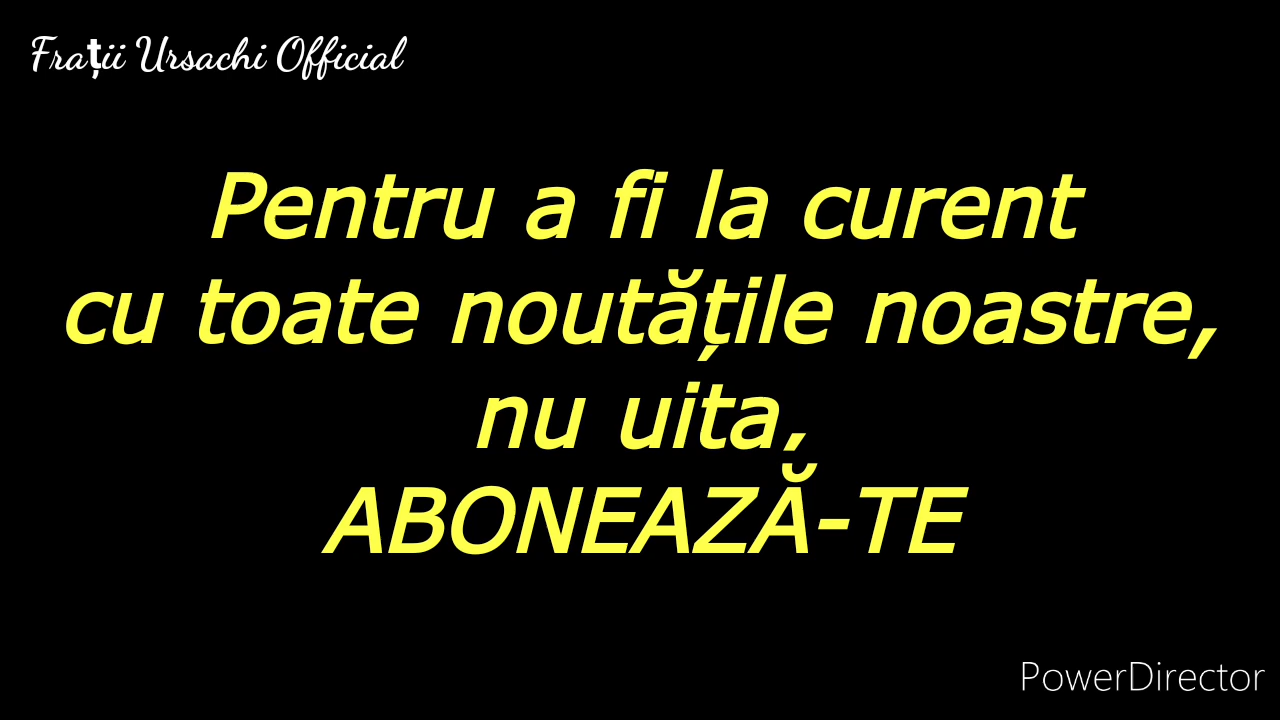 Frații Ursachi Official
Pentru a fi la curent
cu toate noutățile noastre,
nu uita,
ABONEAZĂ-TE
PowerDirector